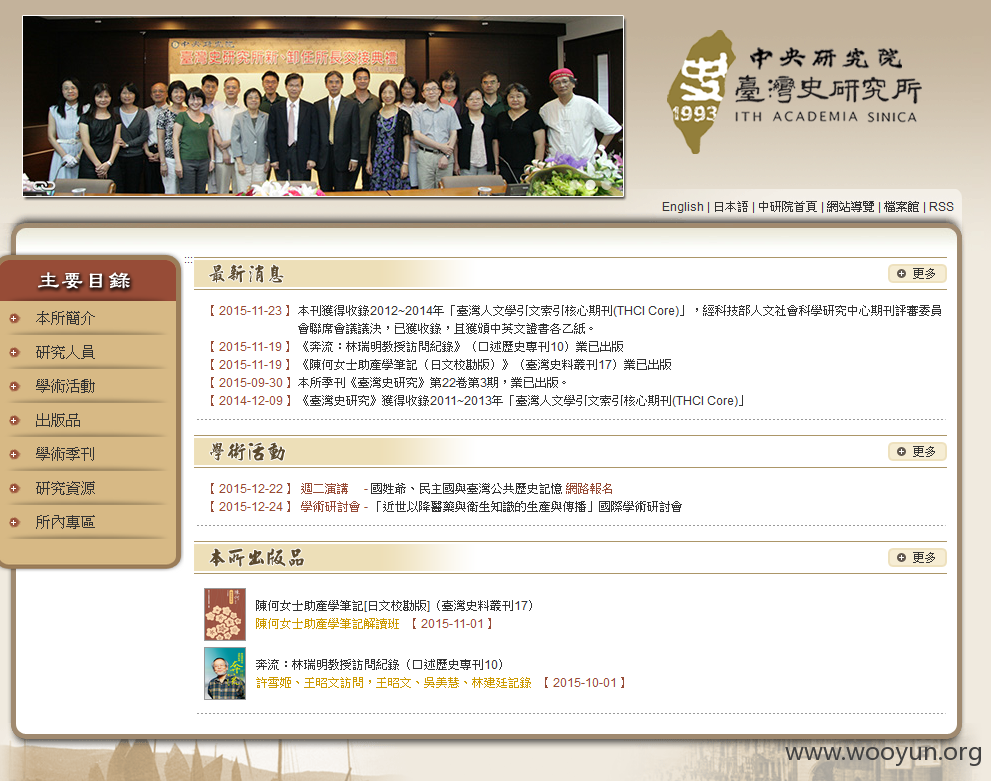 中央研究院
臺灣史研究所新、卸任所長交接典禮
中央研究院
臺灣史研究所
1993
ITH ACADEMIA SINICA
English | 日本語 | 中研院首頁 | 網站導覽 | 檔案館 | RSS
主要目錄
本所簡介
研究人員
學術活動
出版品
學術季刊
研究資源
所內專區
:::
最新消息
更多
【 2015-11-23 】 本刊獲得收錄2012~2014年「臺灣人文學引文索引核心期刊(THCI Core)」，經科技部人文社會科學研究中心期刊評審委員
會聯席會議議決，已獲收錄，且獲頒中英文證書各乙紙。
【 2015-11-19 】 《奔流：林瑞明教授訪問紀錄》（口述歷史專刊10）業已出版
【 2015-11-19 】 《陳何女士助產學筆記（日文校勘版）》（臺灣史料叢刊17）業已出版
【 2015-09-30 】 本所季刊《臺灣史研究》第22卷第3期，業已出版。
【 2014-12-09 】 《臺灣史研究》獲得收錄2011~2013年「臺灣人文學引文索引核心期刊(THCI Core)」
學術活動
更多
【 2015-12-22 】 週二演講 - 國姓爺、民主國與臺灣公共歷史記憶 網路報名
【 2015-12-24 】 學術研討會 - 「近世以降醫藥與衛生知識的生產與傳播」國際學術研討會
本所出版品
更多
陳何女士助產學筆記[日文校勘版]（臺灣史料叢刊17）
陳何女士助產學筆記解讀班 【 2015-11-01 】
奔流：林瑞明教授訪問紀錄（口述歷史專刊10）
許雪姬、王昭文訪問，王昭文、吳美慧、林建廷記錄 【 2015-10-01 】
www.wooyun.org